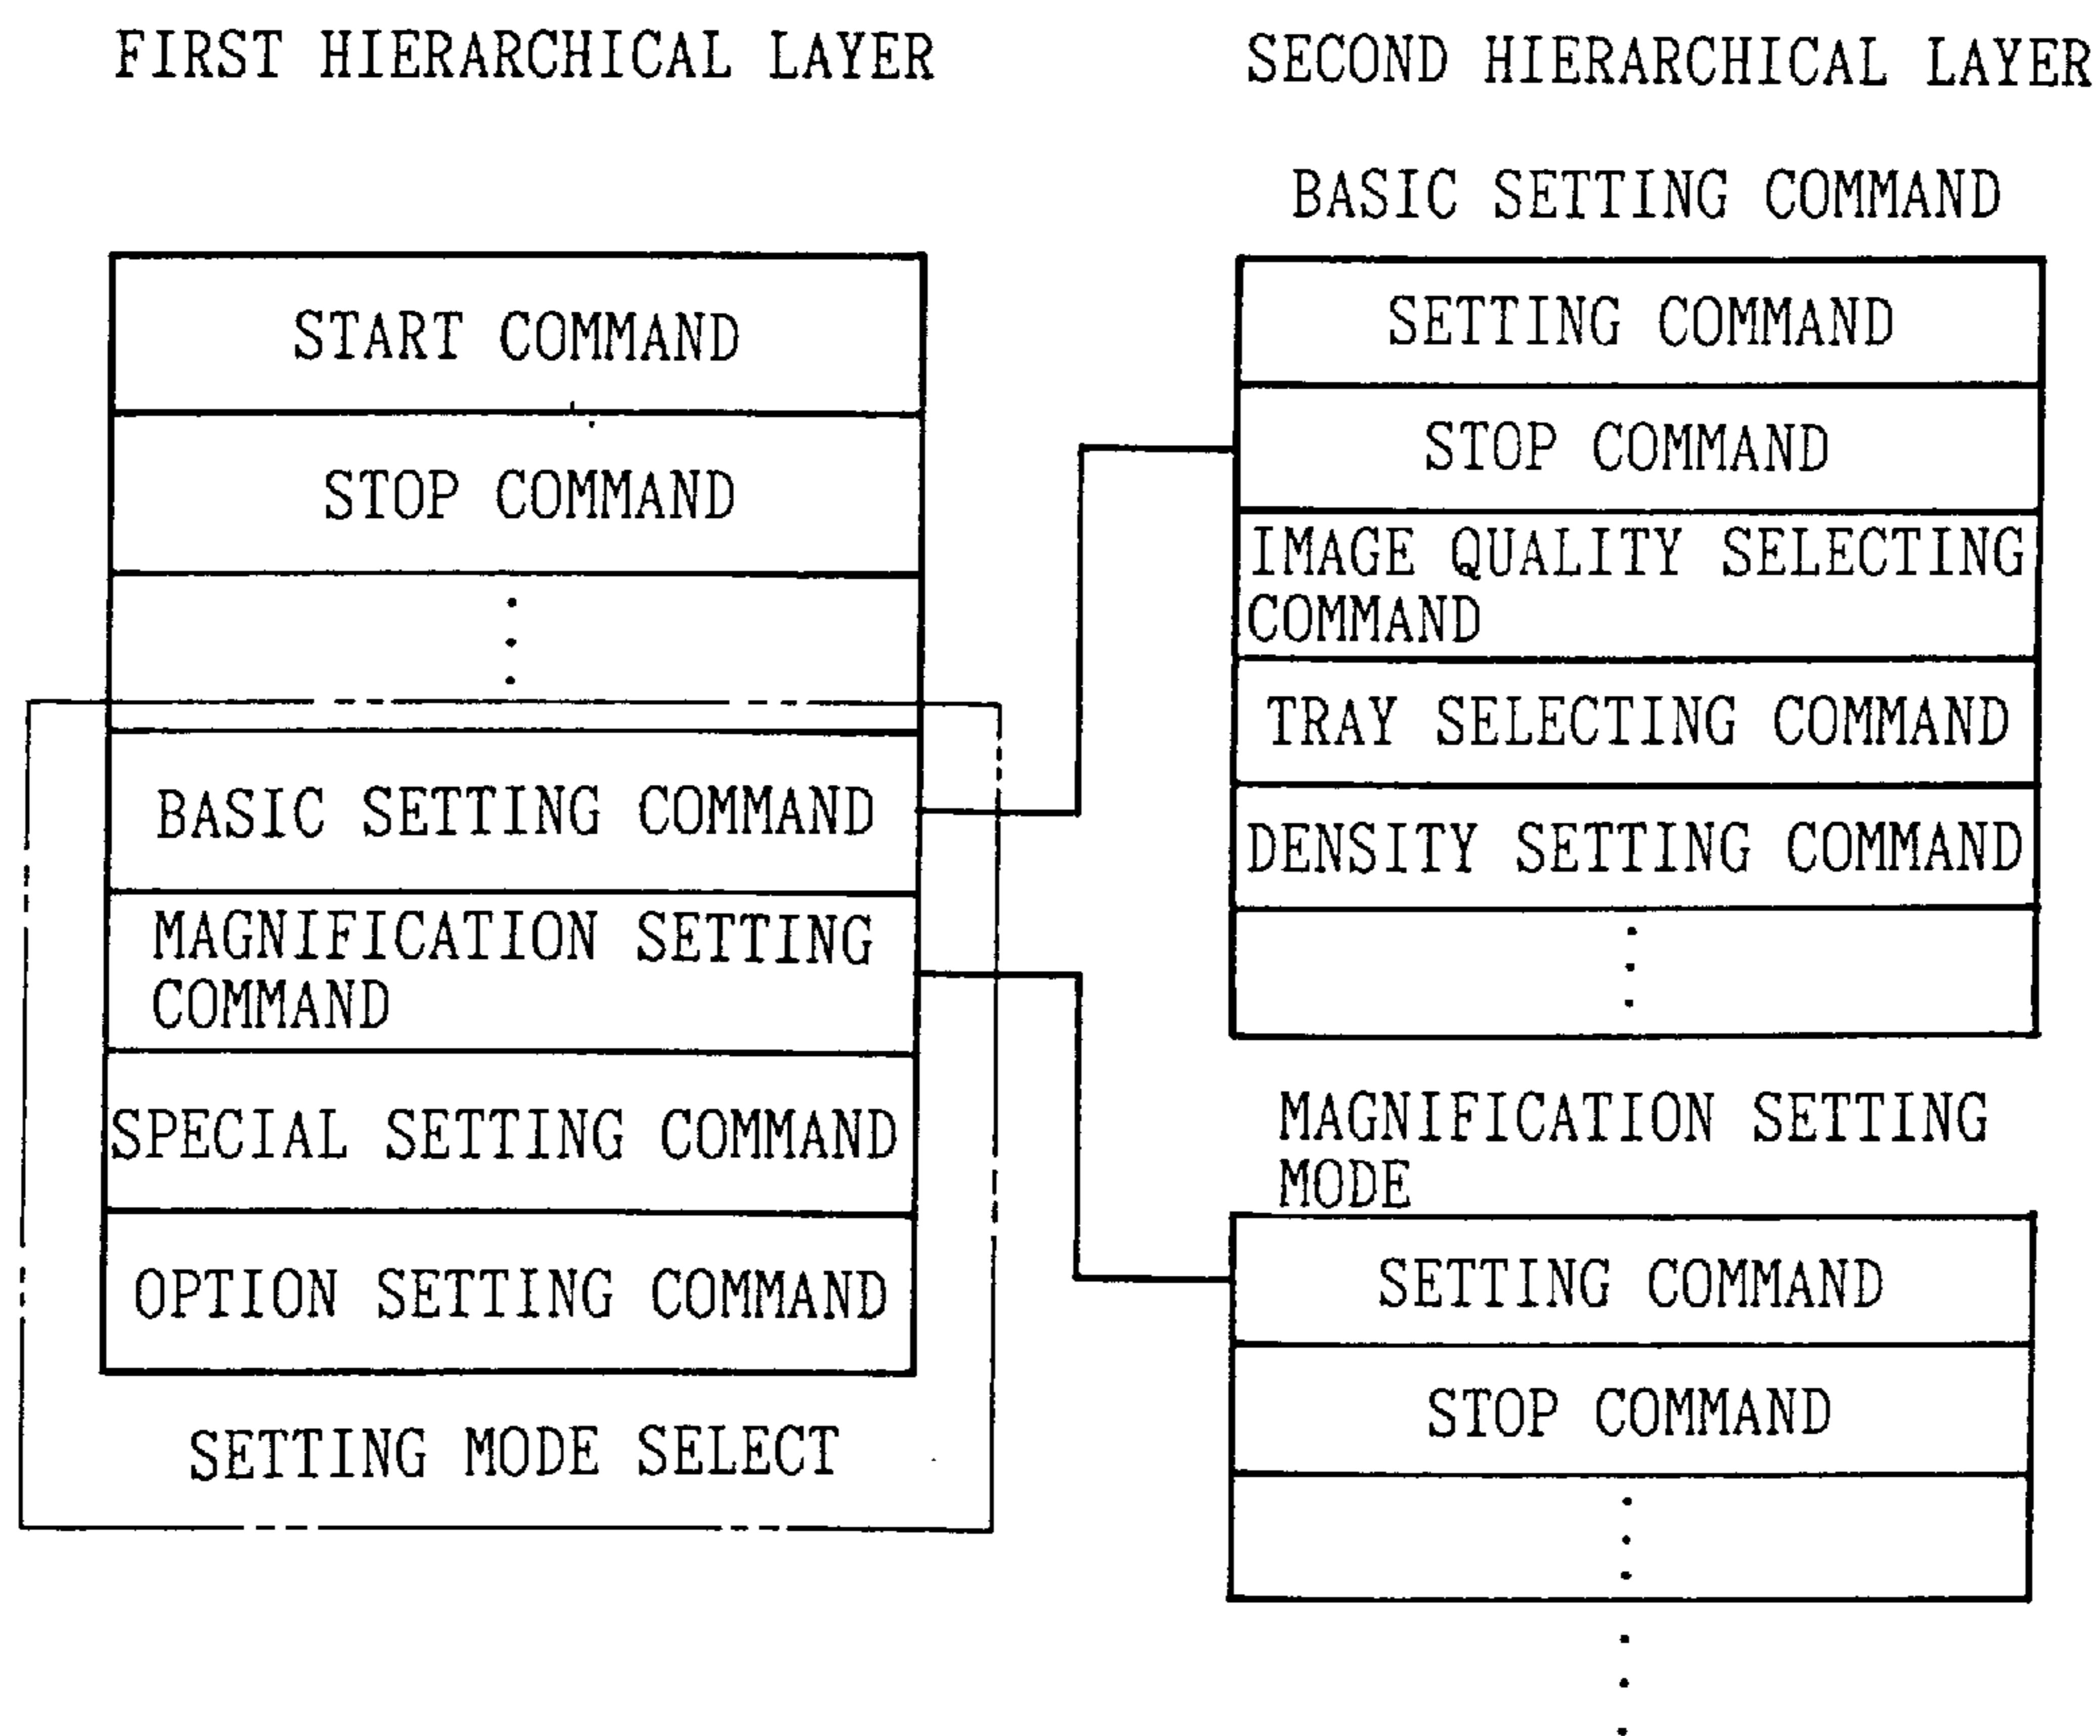 FIRST HIERARCHICAL LAYER
START COMMAND
STOP COMMAND
BASIC SETTING COMMAND
MAGNIFICATION SETTING
COMMAND
SPECIAL SETTING COMMAND
OPTION SETTING COMMAND
SETTING MODE SELECT
SECOND HIERARCHICAL LAYER
BASIC SETTING COMMAND
SETTING COMMAND
STOP COMMAND
IMAGE QUALITY SELECTING
COMMAND
TRAY SELECTING COMMAND
DENSITY SETTING COMMAND
MAGNIFICATION SETTING
MODE
SETTING COMMAND
STOP COMMAND